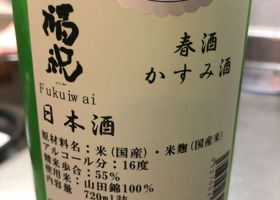 福祝
Fukuiwai
日本酒
春酒
かすみ酒
原材料名：米(国産)・米麹(国産米)
アルコール分：16度
精米歩合：55%
使用米：山田錦100%
内容量：720ml詰